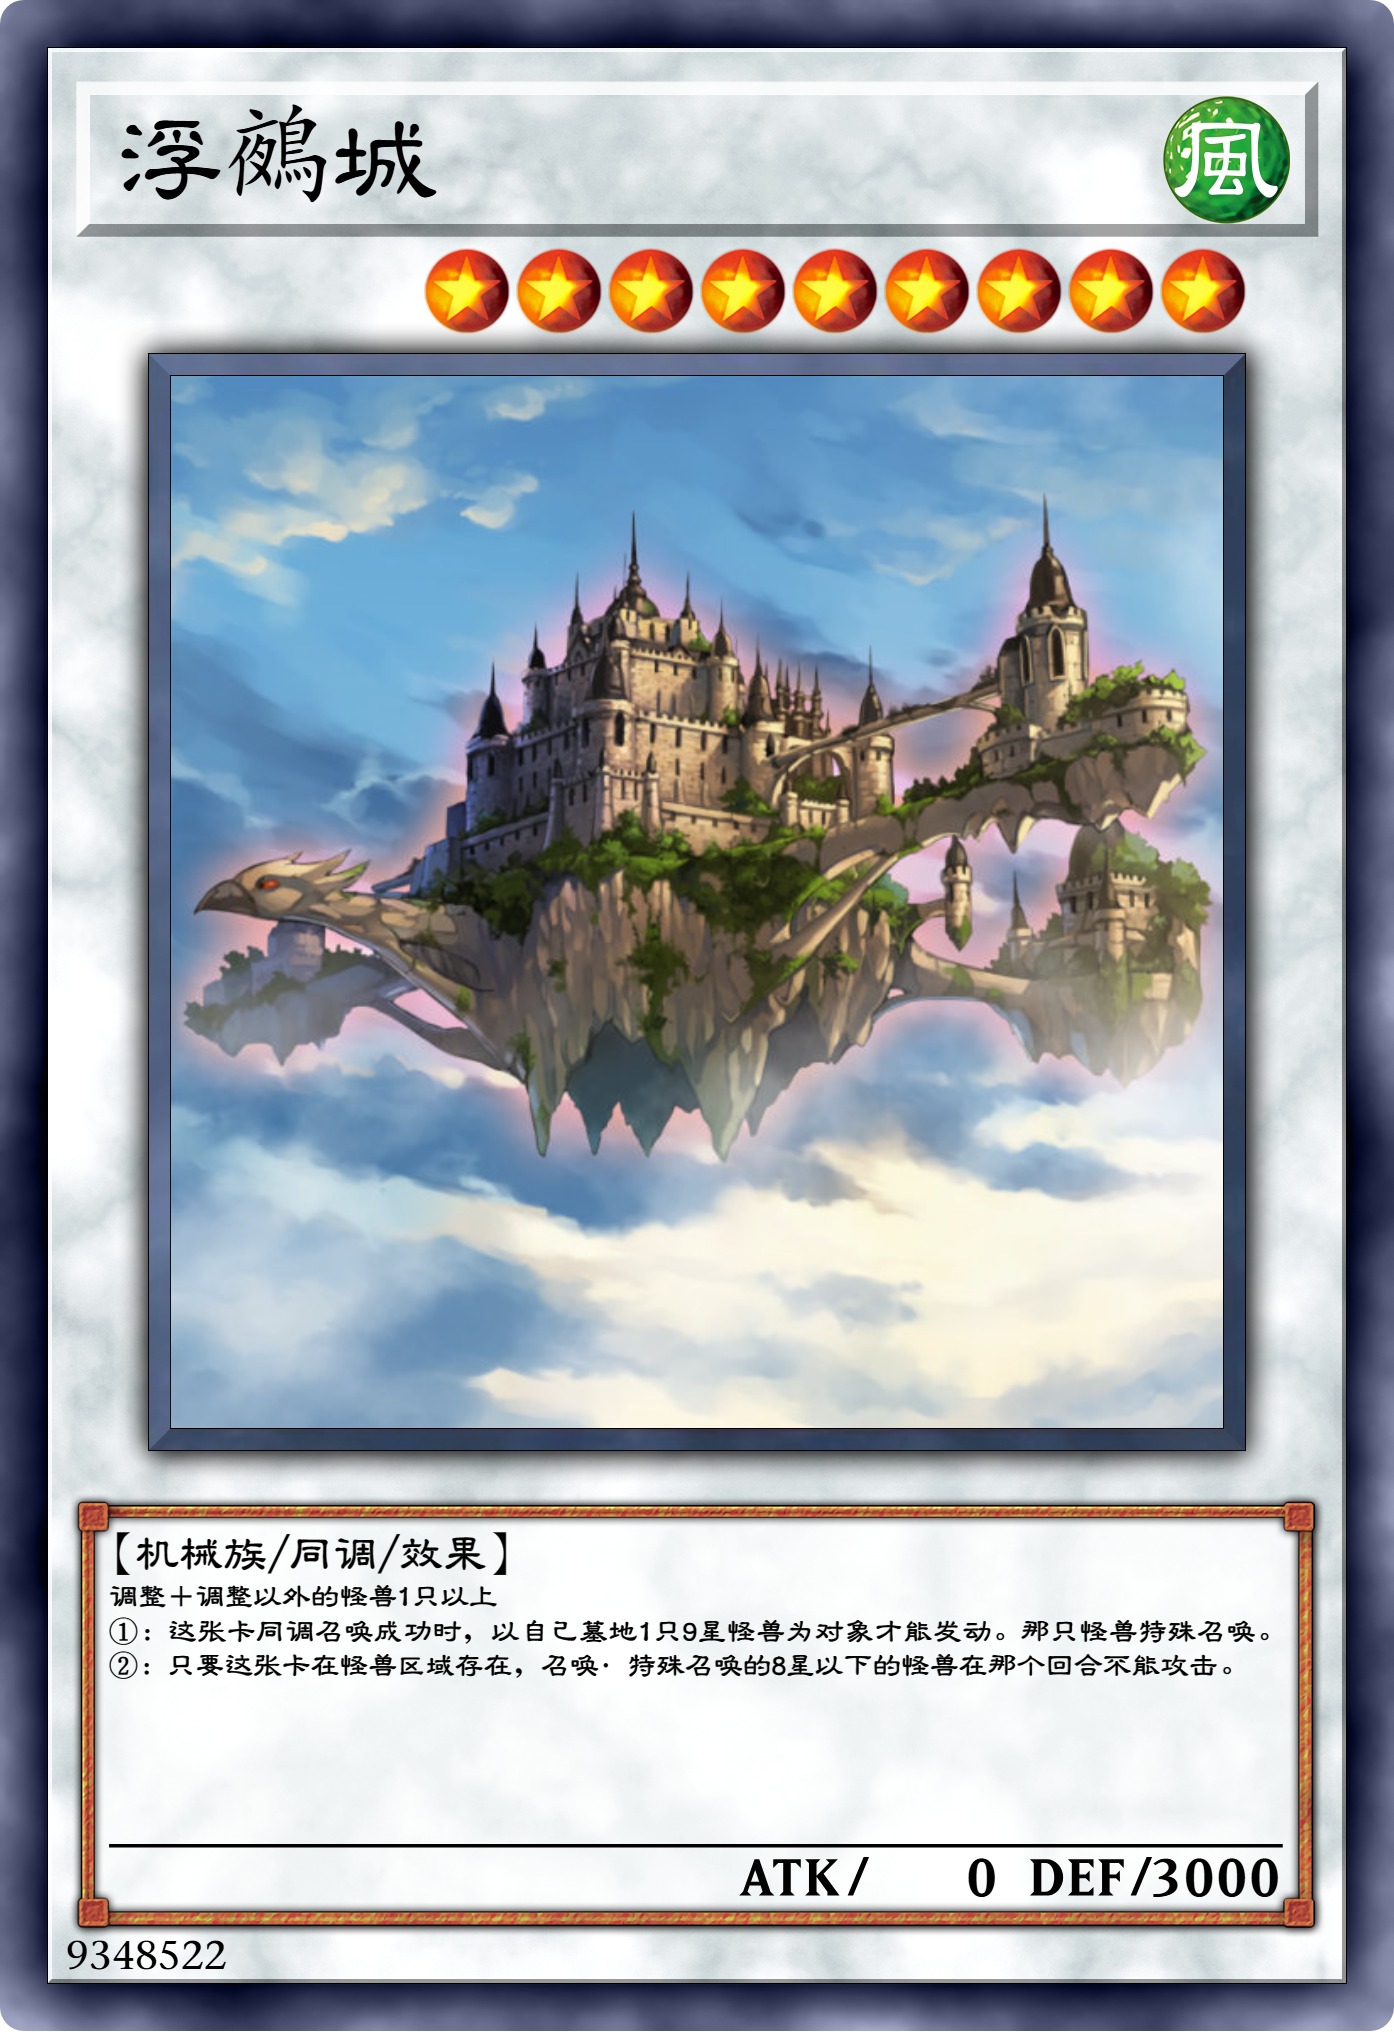 浮鵺城
風
【机械族/同调/效果】
调整＋调整以外的怪兽1只以上
①：这张卡同调召唤成功时，以自己墓地1只9星怪兽为对象才能发动。那只怪兽特殊召唤。
②：只要这张卡在怪兽区域存在，召唤·特殊召唤的8星以下的怪兽在那个回合不能攻击。
ATK/ 0 DEF/3000
9348522